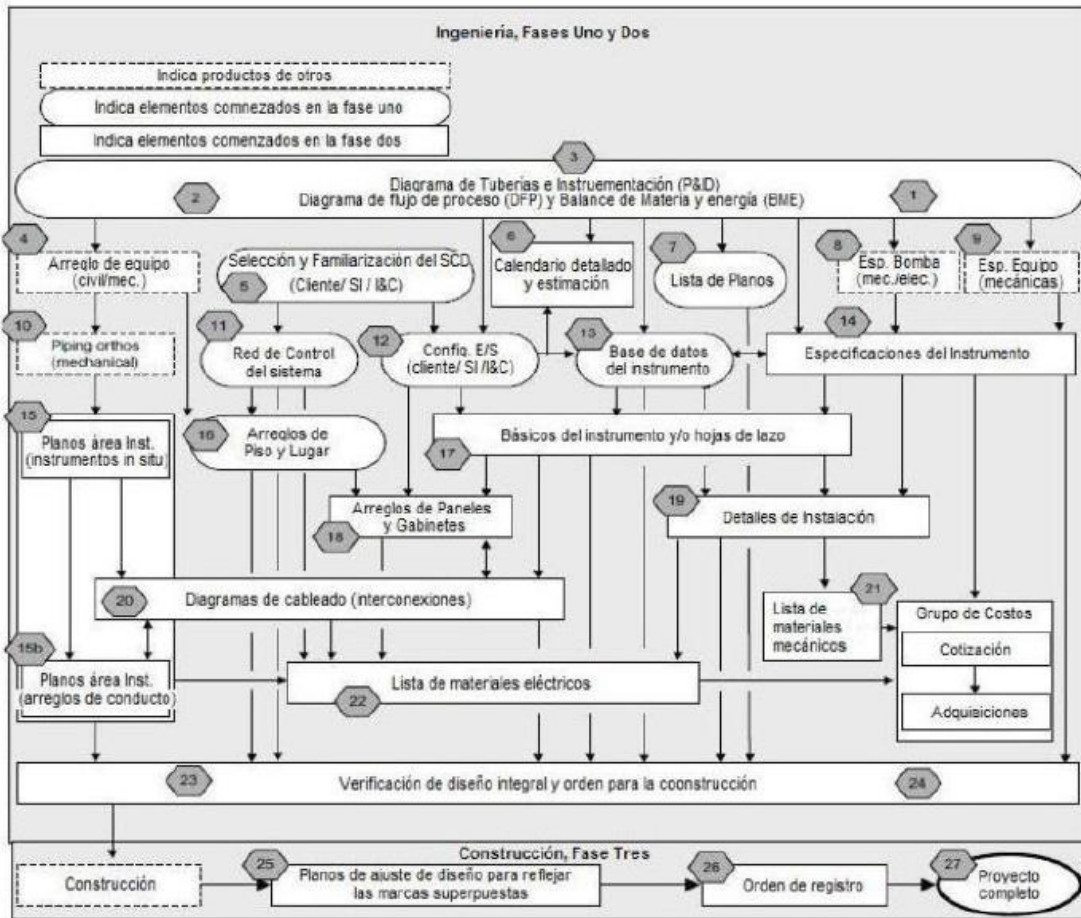 Ingeniería, Fases Uno y Dos
Indica productos de otros
Indica elementos comnezados en la fase uno
Indica elementos comenzados en la fase dos
3
Diagrama de Tuberías e Instruementación (P&ID)
2
Diagrama de flujo de proceso (DFP) y Balance de Materia y energía (BME)
1
4
Arreglo de equipo
(civil/mec.)
Selección y Familiarización del SCD
5
(Cliente/ SI / I&C)
6
Calendario detallado
y estimación
7
Lista de Planos
8
Esp. Bomba
(mec./elec.)
9
Esp. Equipo
(mecánicas)
10
Piping orthos
(mechanical)
11
Red de Control
del sistema
12
Config. E/S
(cliente/ SI /I&C)
13
Base de datos
del instrumento
14
Especificaciones del Instrumento
15
Planos área Inst.
(instrumentos in situ)
16
Arreglos de
Piso y Lugar
17
Básicos del instrumento y/o hojas de lazo
Arreglos de Paneles
y Gabinetes
18
19
Detalles de Instalación
20
Diagramas de cableado (interconexiones)
21
Lista de
materiales
mecánicos
Grupo de Costos
Cotización
Adquisiciones
15b
Planos área Inst.
(arreglos de conducto)
Lista de materiales eléctricos
22
23
Verificación de diseño integral y orden para la coonstrucción
24
Construcción, Fase Tres
Construcción
25
Planos de ajuste de diseño para reflejar
las marcas superpuestas
26
Orden de registro
27
Proyecto
completo